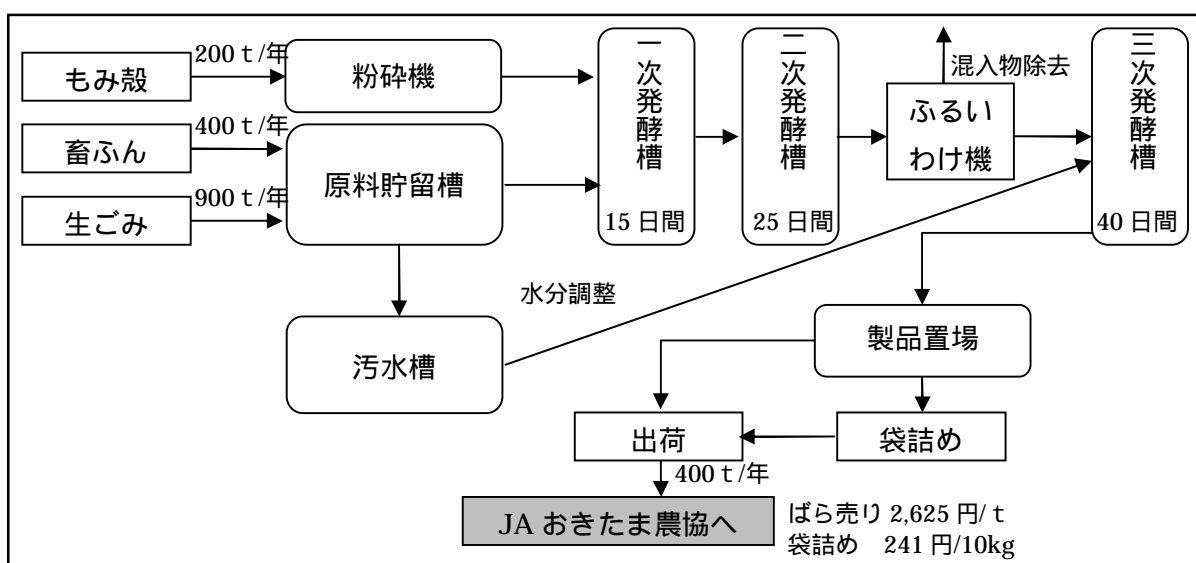 もみ殻
200ｔ/年
粉砕機
畜ふん
400ｔ/年
生ごみ
900ｔ/年
原料貯留槽
一次発酵槽
15 日間
二次発酵槽
25 日間
混入物除去
ふるい
わけ機
三次発酵槽
40 日間
水分調整
汚水槽
製品置場
出荷
袋詰め
400ｔ/年
JA おきたま農協へ
ばら売り 2,625 円/ｔ
袋詰め　241 円/10kg